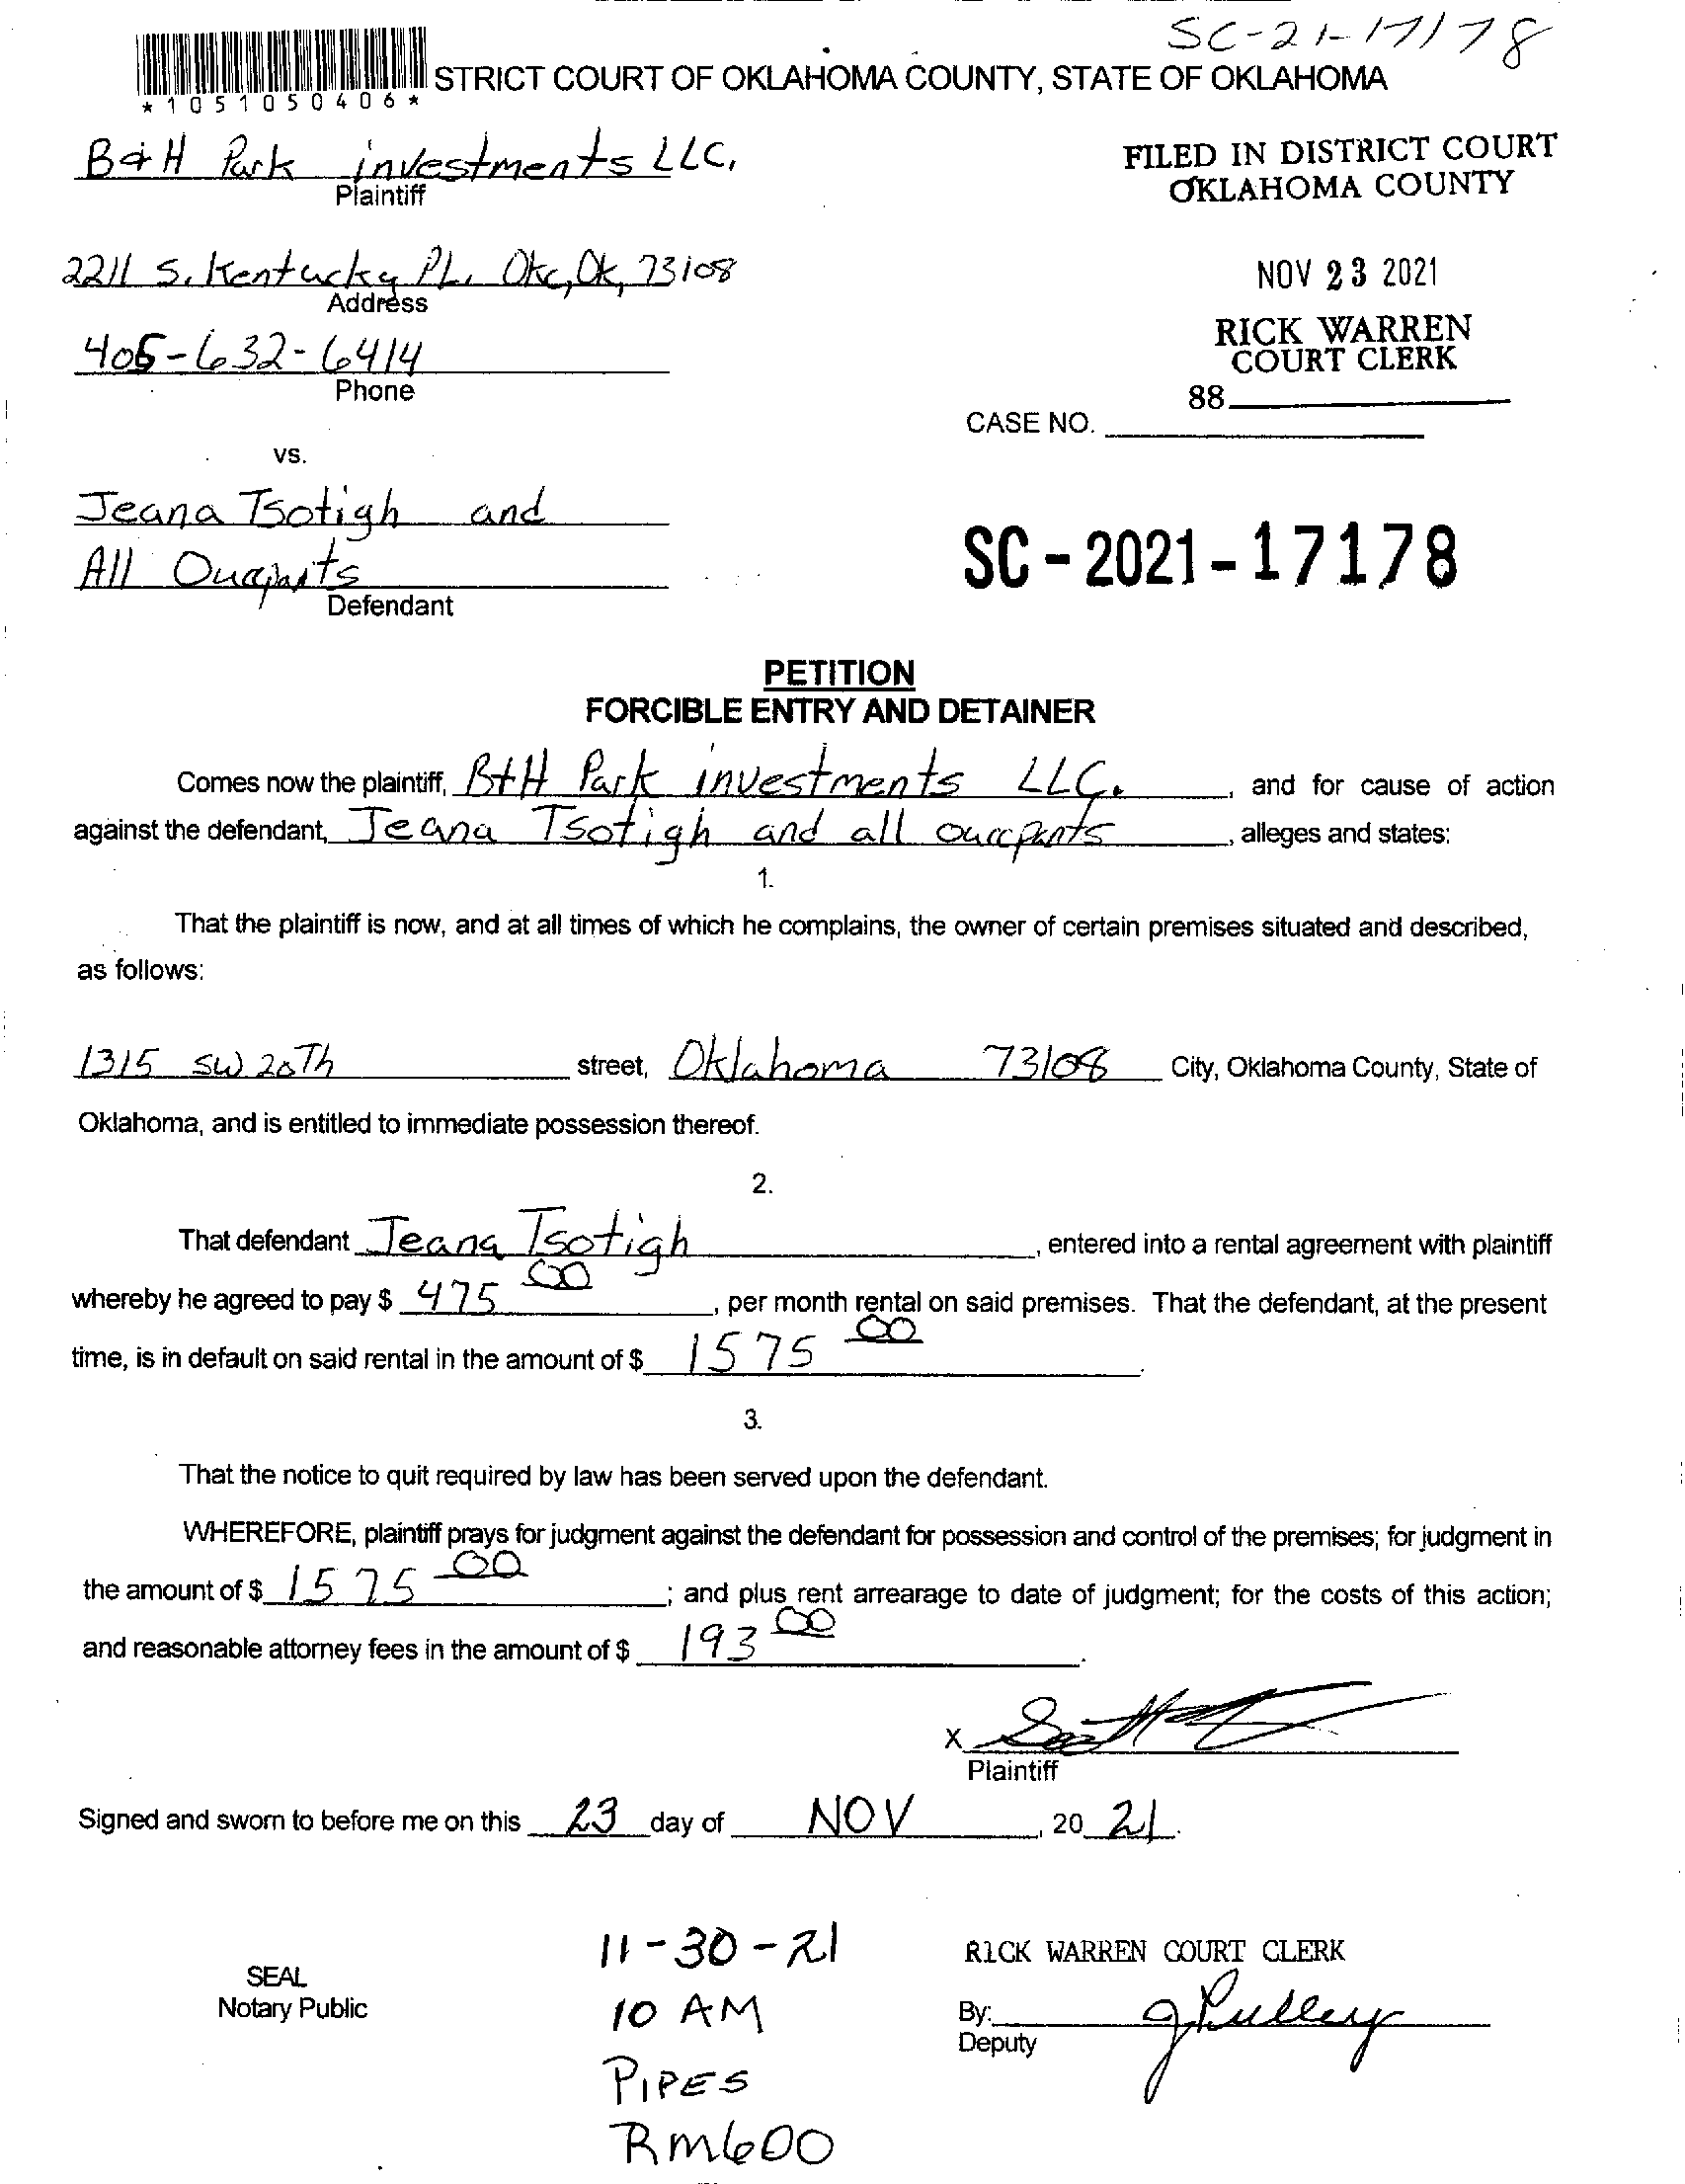 SC-21-17178
STRICT COURT OF OKLAHOMA COUNTY, STATE OF OKLAHOMA
*1051050406*
B&H Park investments LLC,
Plaintiff
FILED IN DISTRICT COURT
OKLAHOMA COUNTY
2211 S. Kentucky PL. Okc, Ok, 73108
Address
NOV 23 2021
405-632-6414
Phone
RICK WARREN
COURT CLERK
88
CASE NO.
vs.
Jeana Tsotigh and
All Oucupants
Defendant
SC-2021-17178
PETITION
FORCIBLE ENTRY AND DETAINER
Comes now the plaintiff, B+H Park investments LLC. , and for cause of action
against the defendant, Jeana Tsotigh and all ouccpants , alleges and states:
1.
That the plaintiff is now, and at all times of which he complains, the owner of certain premises situated and described,
as follows:
1315 SW 20Th street, Oklahoma 73108 City, Oklahoma County, State of
Oklahoma, and is entitled to immediate possession thereof.
2.
That defendant Jeana Tsotigh , entered into a rental agreement with plaintiff
whereby he agreed to pay $ 475 00 , per month rental on said premises. That the defendant, at the present
time, is in default on said rental in the amount of $ 1575 00 .
3.
That the notice to quit required by law has been served upon the defendant.
WHEREFORE, plaintiff prays for judgment against the defendant for possession and control of the premises; for judgment in
the amount of $ 1575 00 ; and plus rent arrearage to date of judgment; for the costs of this action;
and reasonable attorney fees in the amount of $ 193 00 .
X
Plaintiff
Signed and sworn to before me on this 23 day of NOV , 20 21.
SEAL
Notary Public
11-30-21
10 AM
PIPES
RM600
RICK WARREN COURT CLERK
By: J Pulley
Deputy